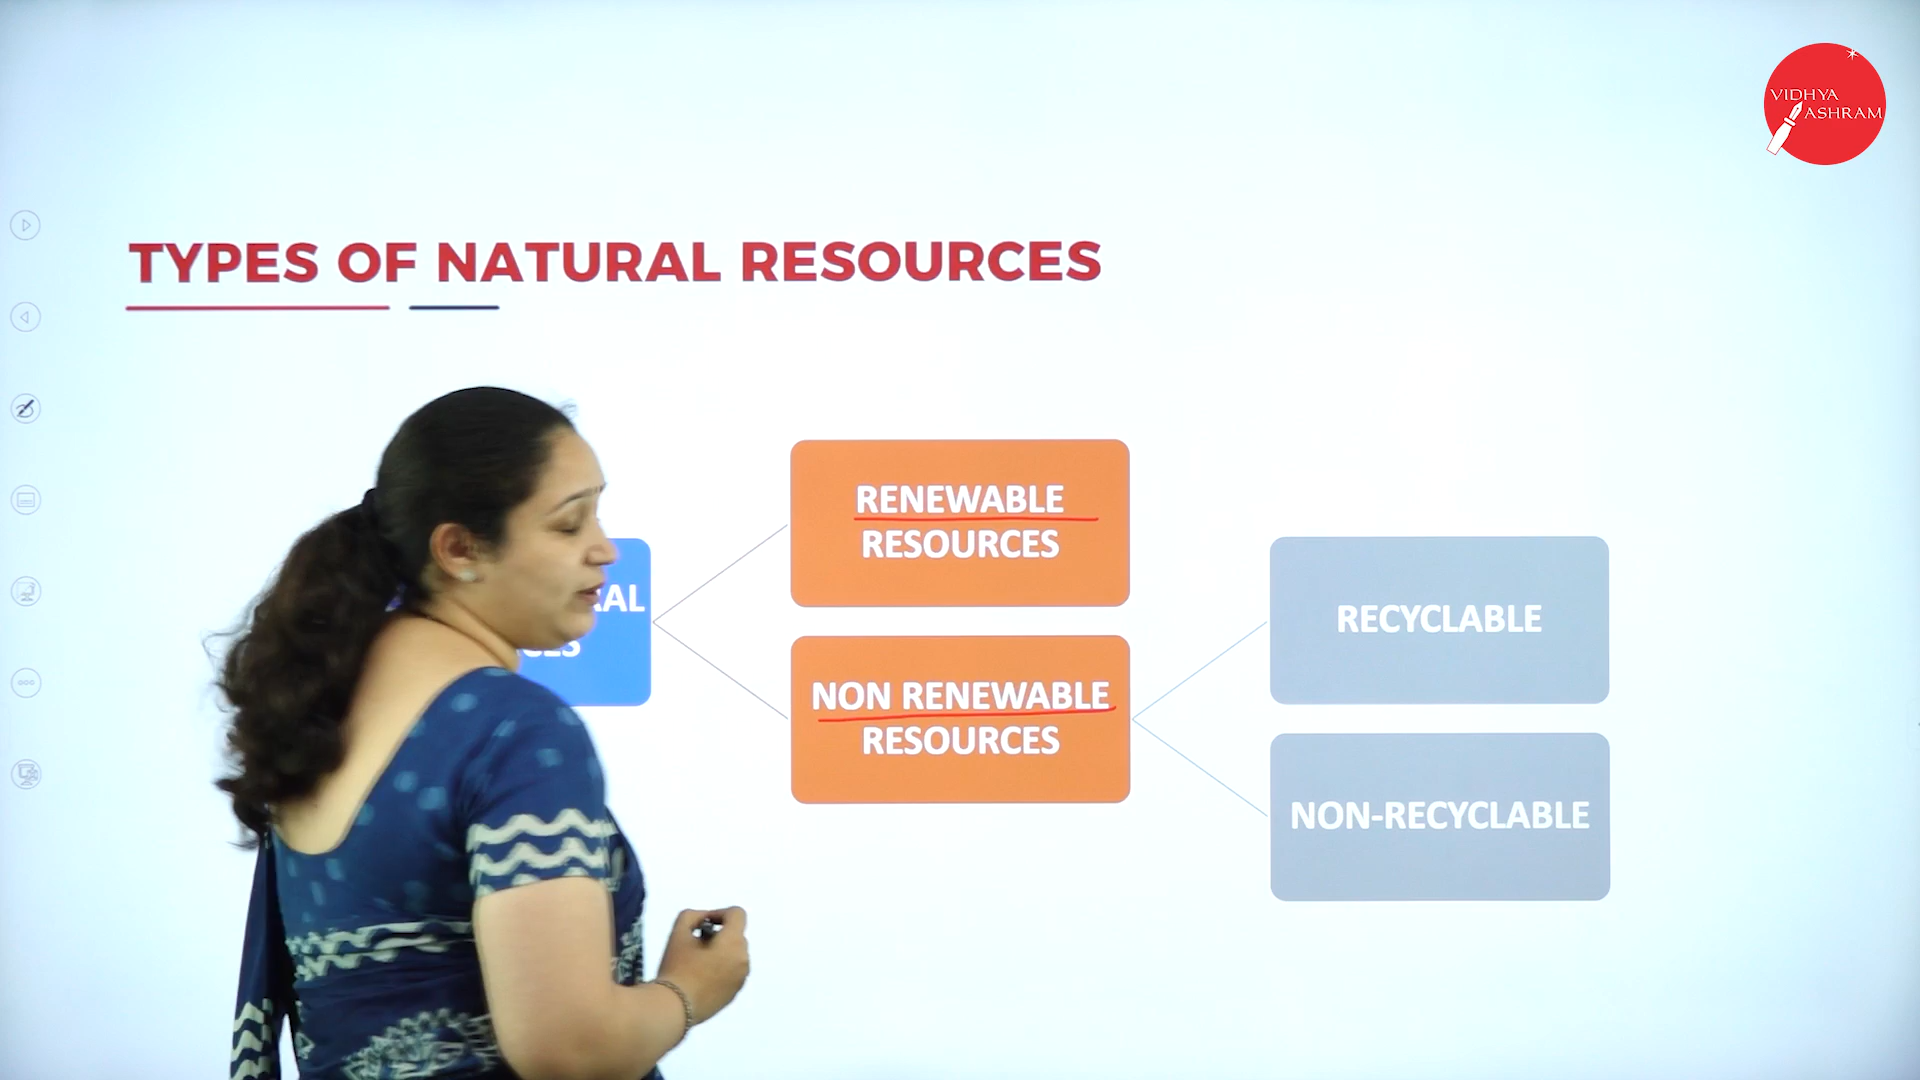 VIDHYA
ASHRAM
TYPES OF NATURAL RESOURCES
RENEWABLE
RESOURCES
RECYCLABLE
NON RENEWABLE
RESOURCES
NON-RECYCLABLE